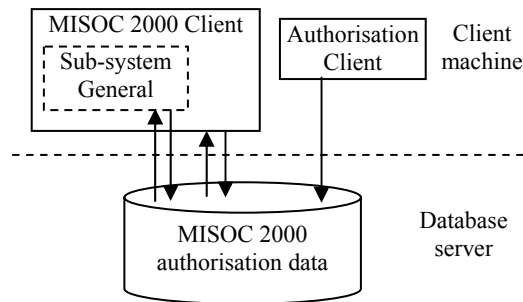 MISOC 2000 Client
Sub-system
General
Authorisation
Client
Client
machine
MISOC 2000
authorisation data
Database
server